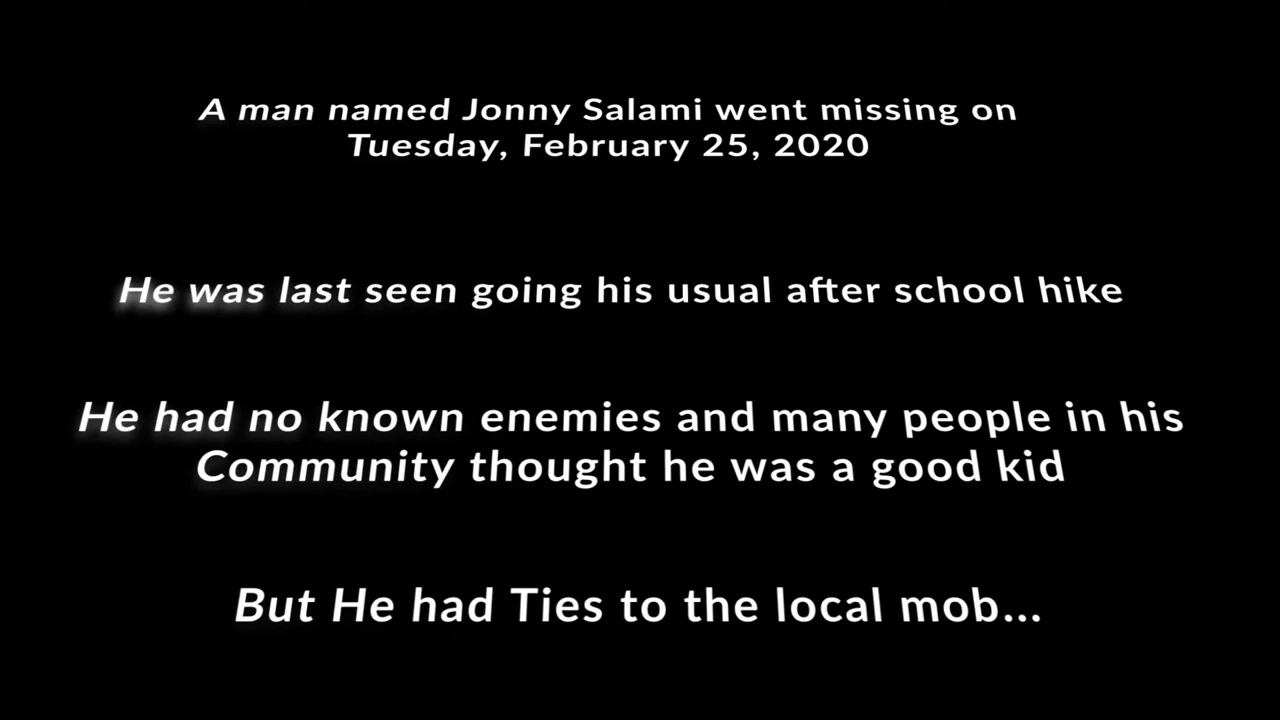 A man named Jonny Salami went missing on
Tuesday, February 25, 2020
He was last seen going his usual after school hike
He had no known enemies and many people in his
Community thought he was a good kid
But He had Ties to the local mob...